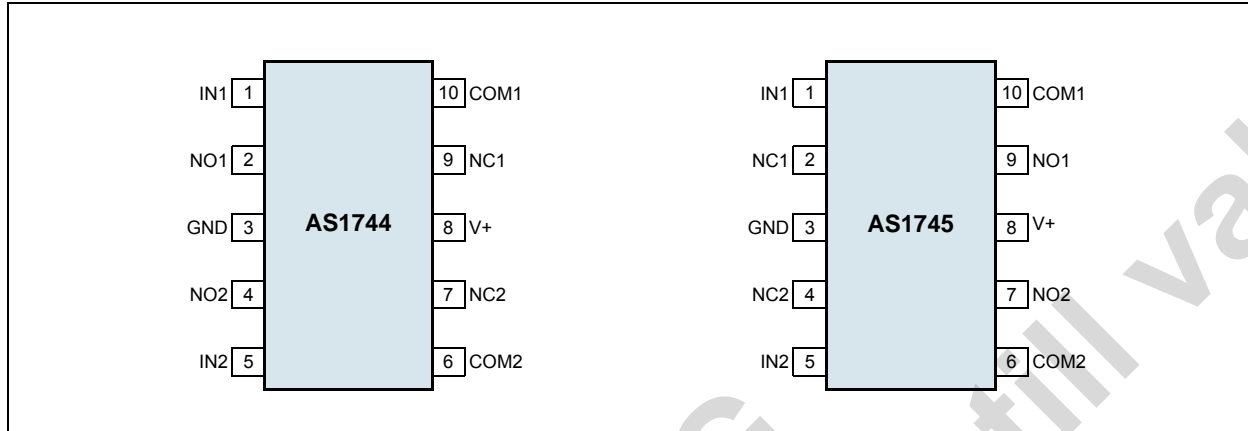 IN1 1 10 COM1
NO1 2 9 NC1
GND 3 AS1744 8 V+
NO2 4 7 NC2
IN2 5 6 COM2
IN1 1 10 COM1
NC1 2 9 NO1
GND 3 AS1745 8 V+
NC2 4 7 NO2
IN2 5 6 COM2
till